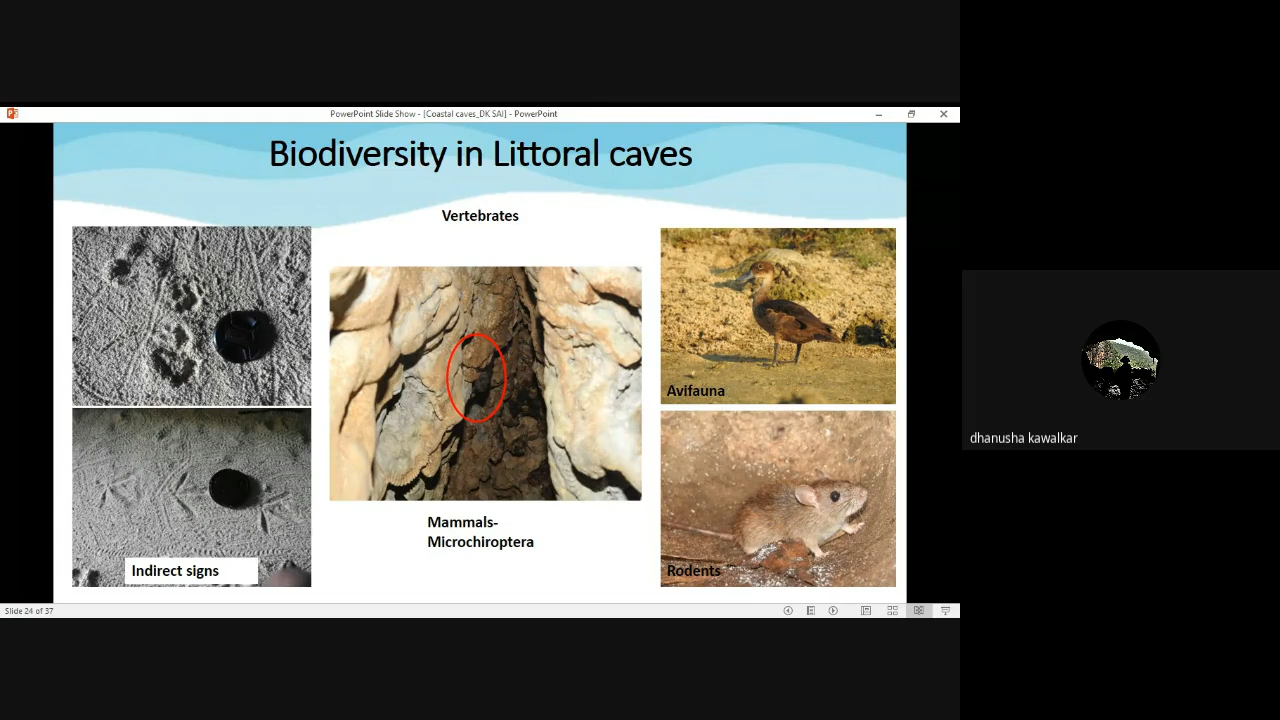 PowerPoint Slide Show - [Coastal caves_DK SAI] - PowerPoint
Biodiversity in Littoral caves
Vertebrates
Indirect signs
Mammals-
Microchiroptera
Avifauna
Rodents
Slide 24 of 37
dhanusha kawalkar